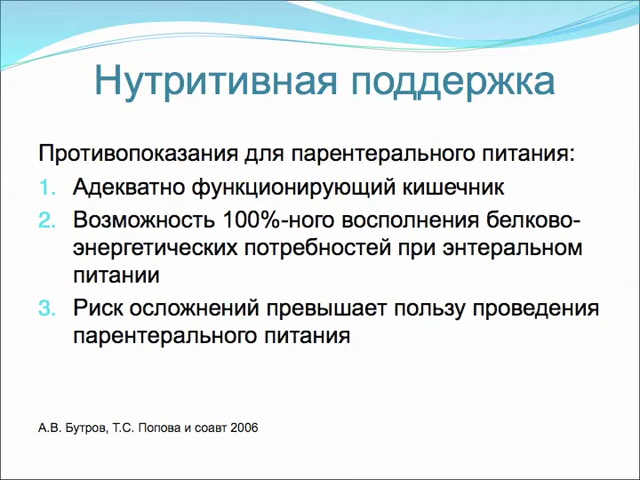 Нутритивная поддержка
Противопоказания для парентерального питания:
1. Адекватно функционирующий кишечник
2. Возможность 100%-ного восполнения белково-
энергетических потребностей при энтеральном
питании
3. Риск осложнений превышает пользу проведения
парентерального питания
А.В. Бутров, Т.С. Попова и соавт 2006